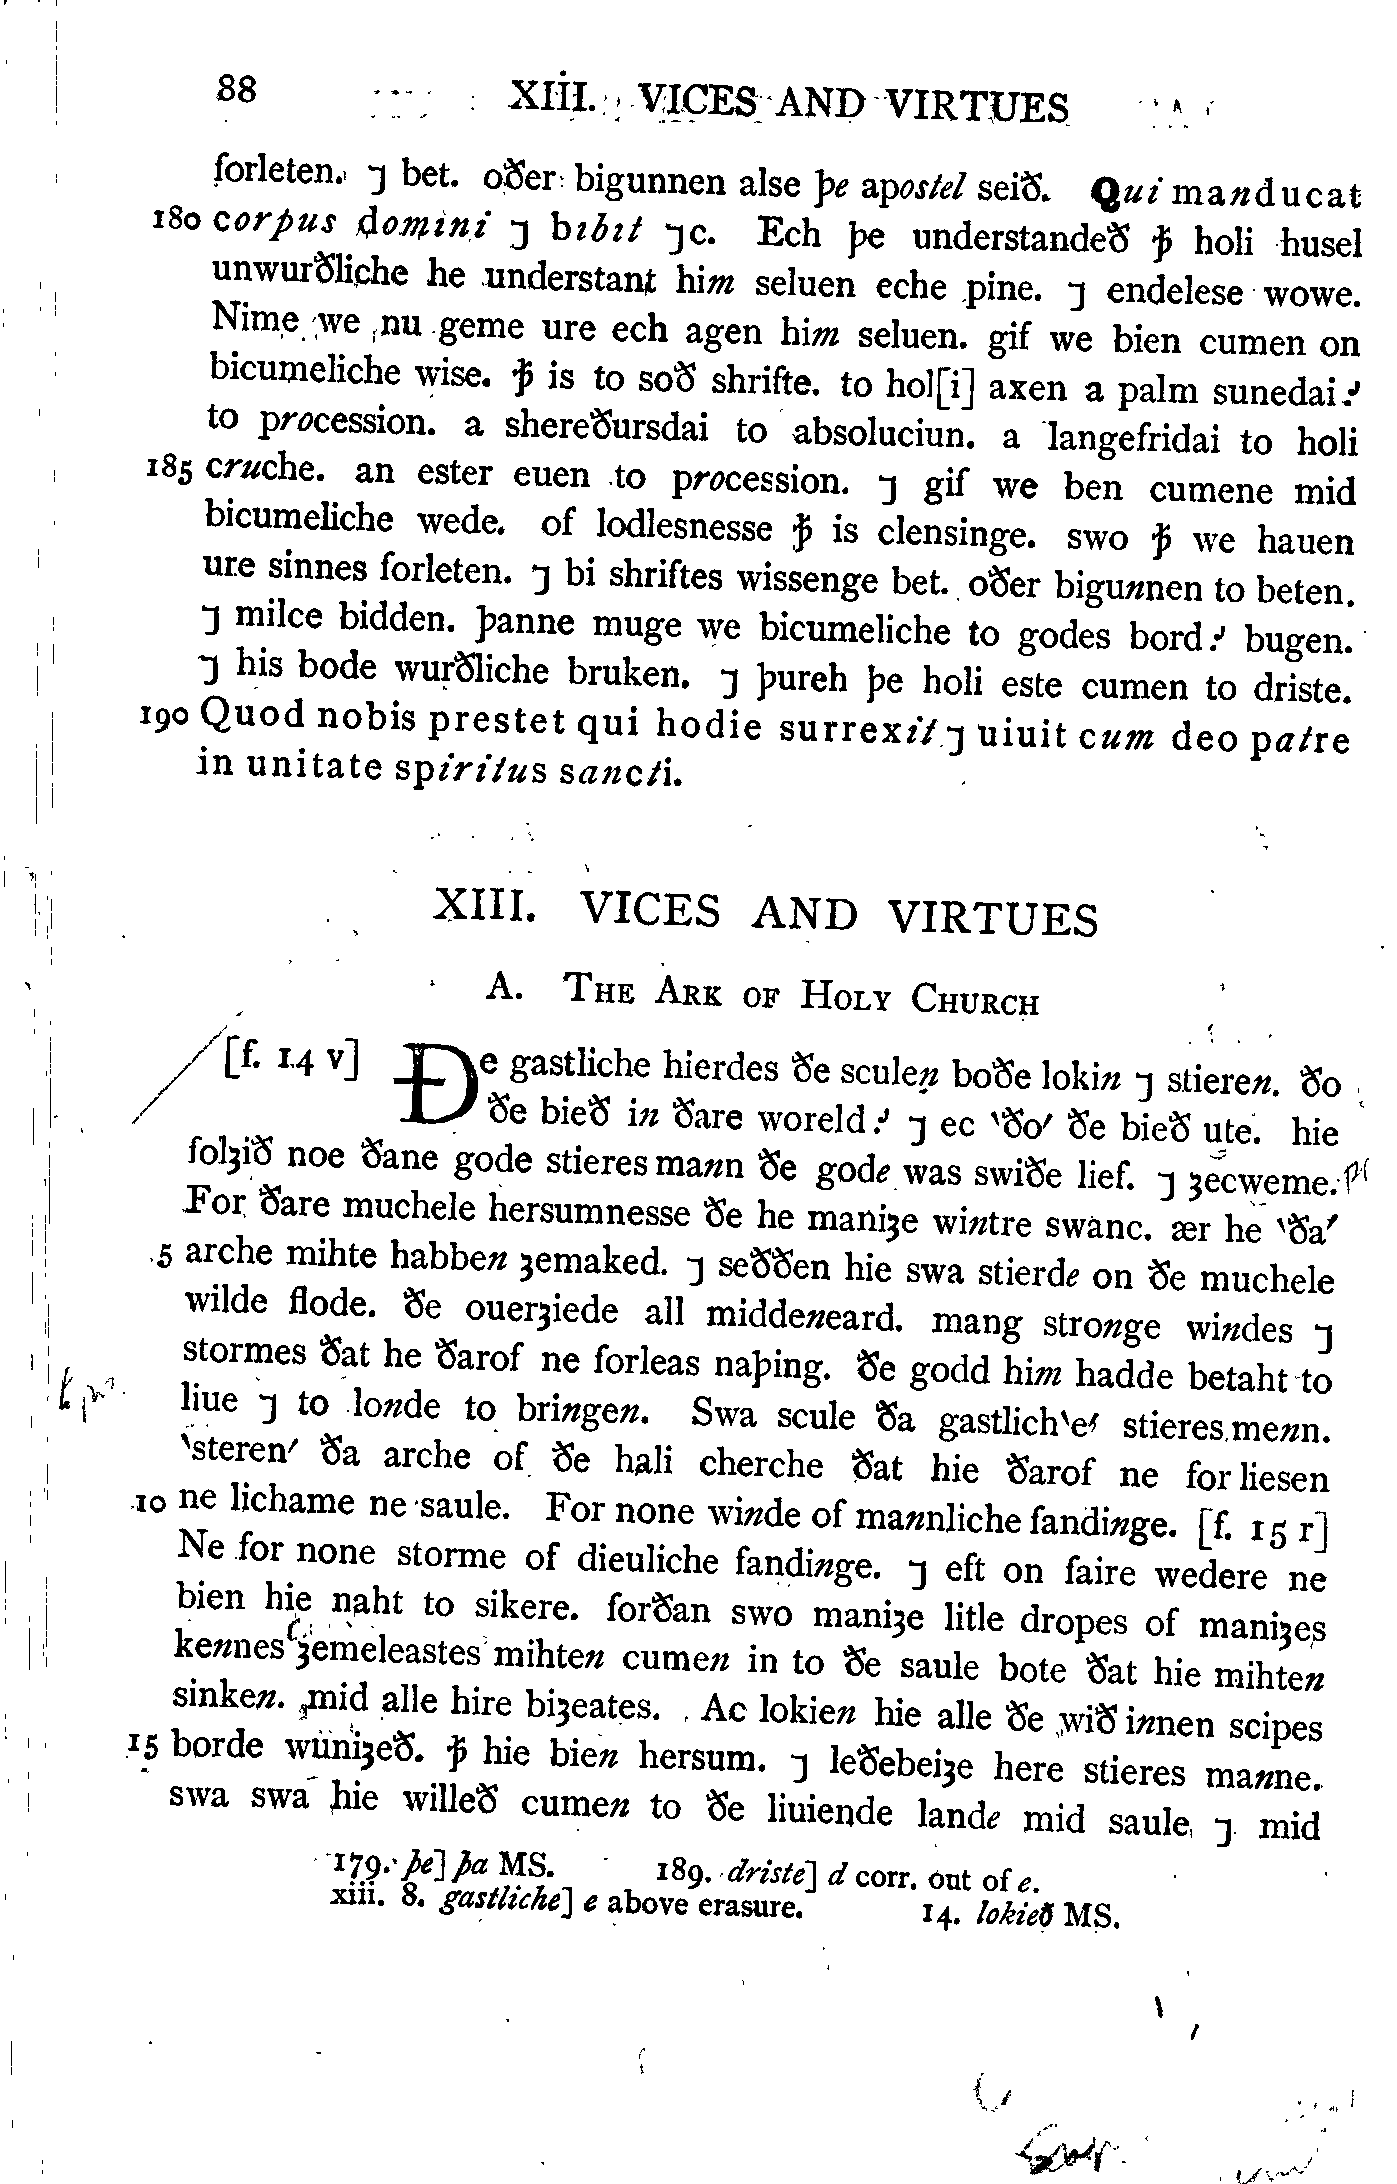 88 XIII. VICES AND VIRTUES
forleten. ⁊ bet. oðer bigunnen alse þe apostel seið. Qui manducat
180 corpus domini ⁊ bibit ⁊c. Ech þe understandeð ꝥ holi husel
unwurðliche he understant him seluen eche pine. ⁊ endelese wowe.
Nime we nu geme ure ech agen him seluen. gif we bien cumen on
bicumeliche wise. ꝥ is to soð shrifte. to hol[i] axen a palm sunedai⸵
to procession. a shereðursdai to absoluciun. a langefridai to holi
185 cruche. an ester euen to procession. ⁊ gif we ben cumene mid
bicumeliche wede. of lodlesnesse ꝥ is clensinge. swo ꝥ we hauen
ure sinnes forleten. ⁊ bi shriftes wissenge bet. oðer bigunnen to beten.
⁊ milce bidden. þanne muge we bicumeliche to godes bord⸵ bugen.
⁊ his bode wurðliche bruken. ⁊ þureh þe holi este cumen to driste.
190 Quod nobis prestet qui hodie surrexit ⁊ uiuit cum deo patre
in unitate spiritus sancti.
XIII. VICES AND VIRTUES
A. THE ARK OF HOLY CHURCH
[f. 14 v] Ðe gastliche hierdes ðe sculen boðe lokin ⁊ stieren. ðo
ðe bieð in ðare woreld⸵ ⁊ ec ‵ðo′ ðe bieð ute. hie
folȝið noe ðane gode stieres mann ðe gode was swiðe lief. ⁊ ȝecweme.
For ðare muchele hersumnesse ðe he maniȝe wintre swanc. ær he ‵ða′
5 arche mihte habben ȝemaked. ⁊ seððen hie swa stierde on ðe muchele
wilde flode. ðe ouerȝiede all middeneard. mang stronge windes ⁊
stormes ðat he ðarof ne forleas naþing. ðe godd him hadde betaht to
liue ⁊ to londe to bringen. Swa scule ða gastlich‵e′ stieres menn.
‵steren′ ða arche of ðe hali cherche ðat hie ðarof ne for liesen
10 ne lichame ne saule. For none winde of mannliche fandinge. [f. 15 r]
Ne for none storme of dieuliche fandinge. ⁊ eft on faire wedere ne
bien hie naht to sikere. forðan swo maniȝe litle dropes of maniȝes
kennes ȝemeleastes mihten cumen in to ðe saule bote ðat hie mihten
sinken. mid alle hire biȝeates. Ac lokien hie alle ðe wið innen scipes
15 borde wuniȝeð. ꝥ hie bien hersum. ⁊ leðebeiȝe here stieres manne.
swa swa hie willeð cumen to ðe liuiende lande mid saule ⁊ mid
179. þe] þa MS. 189. driste] d corr. out of e.
xiii. 8. gastliche] e above erasure. 14. lokieð MS.